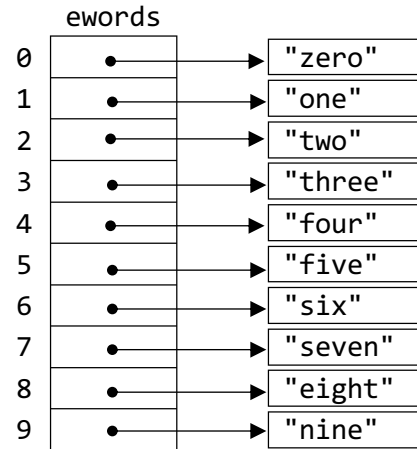 ewords
0 "zero"
1 "one"
2 "two"
3 "three"
4 "four"
5 "five"
6 "six"
7 "seven"
8 "eight"
9 "nine"